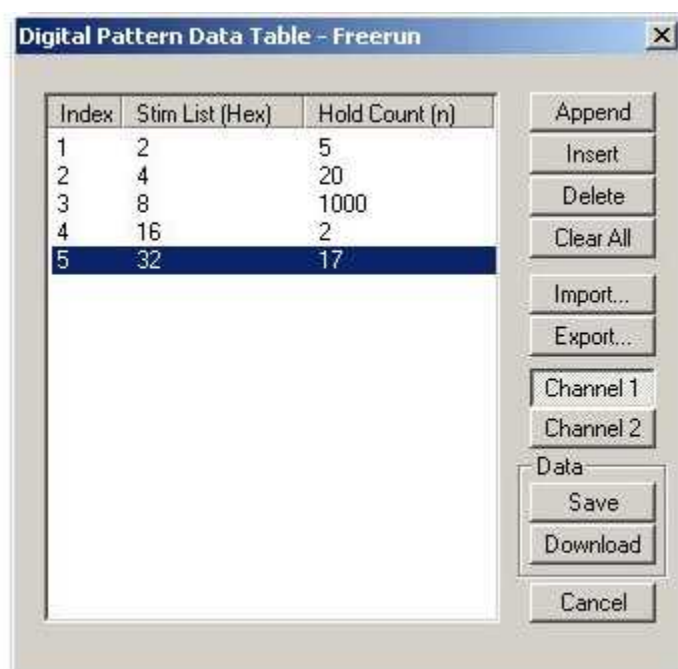 Digital Pattern Data Table - Freerun
Index Stim List (Hex) Hold Count (n)
1 2 5
2 4 20
3 8 1000
4 16 2
5 32 17
Append
Insert
Delete
Clear All
Import...
Export...
Channel 1
Channel 2
Data
Save
Download
Cancel